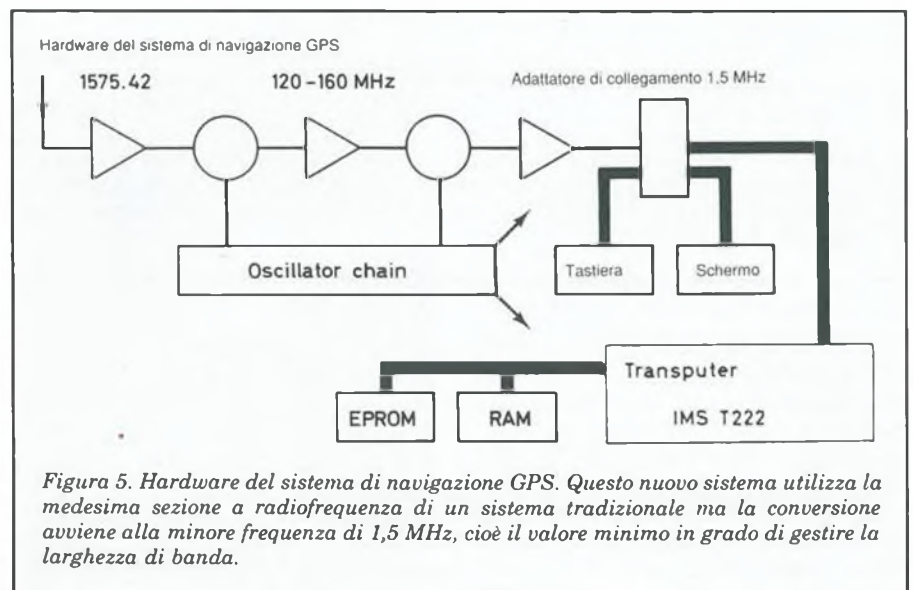 Hardware del sistema di navigazione GPS
1575.42
120-160 MHz
Adattatore di collegamento 1.5 MHz
Oscillator chain
Tastiera
Schermo
Transputer
IMS T222
EPROM
RAM
Figura 5. Hardware del sistema di navigazione GPS. Questo nuovo sistema utilizza la
medesima sezione a radiofrequenza di un sistema tradizionale ma la conversione
avviene alla minore frequenza di 1,5 MHz, cioè il valore minimo in grado di gestire la
larghezza di banda.